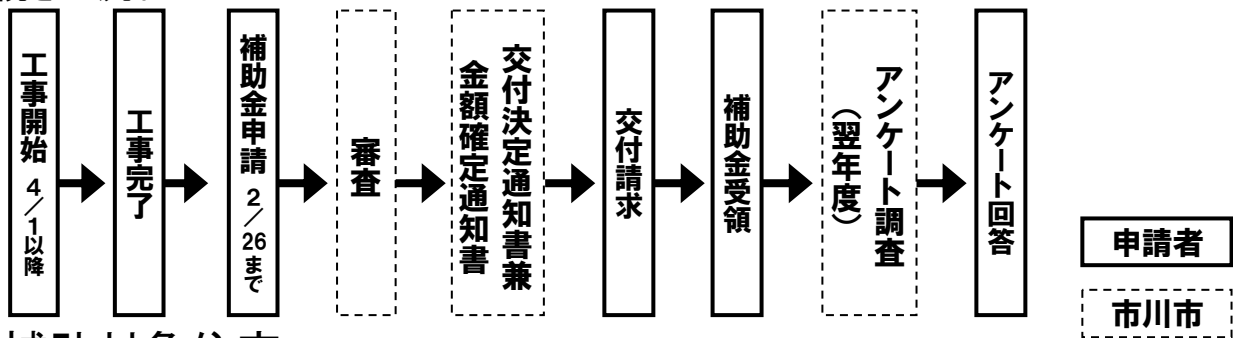 工事開始 4/1以降
工事完了
補助金申請 2/26まで
審査
交付決定通知書兼
金額確定通知書
交付請求
補助金受領
アンケート調査
（翌年度）
アンケート回答
申請者
市川市